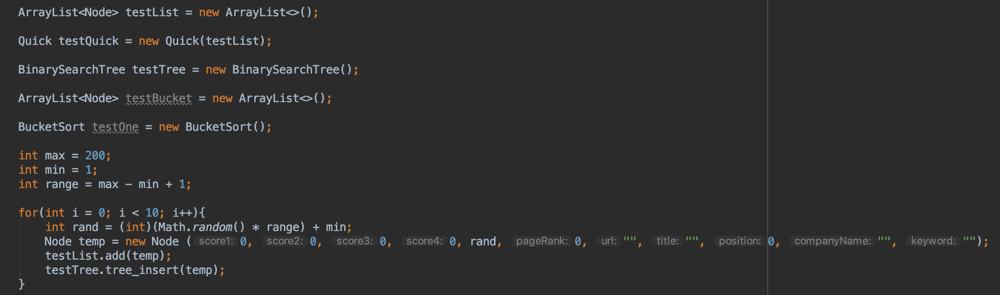 ArrayList<Node> testList = new ArrayList<>();
Quick testQuick = new Quick(testList);
BinarySearchTree testTree = new BinarySearchTree();
ArrayList<Node> testBucket = new ArrayList<>();
BucketSort testOne = new BucketSort();
int max = 200;
int min = 1;
int range = max - min + 1;
for(int i = 0; i < 10; i++){
    int rand = (int)(Math.random() * range) + min;
    Node temp = new Node ( score1: 0, score2: 0, score3: 0, score4: 0, rand, pageRank: 0, url: "", title: "", position: 0, companyName: "", keyword: "");
    testList.add(temp);
    testTree.tree_insert(temp);
}